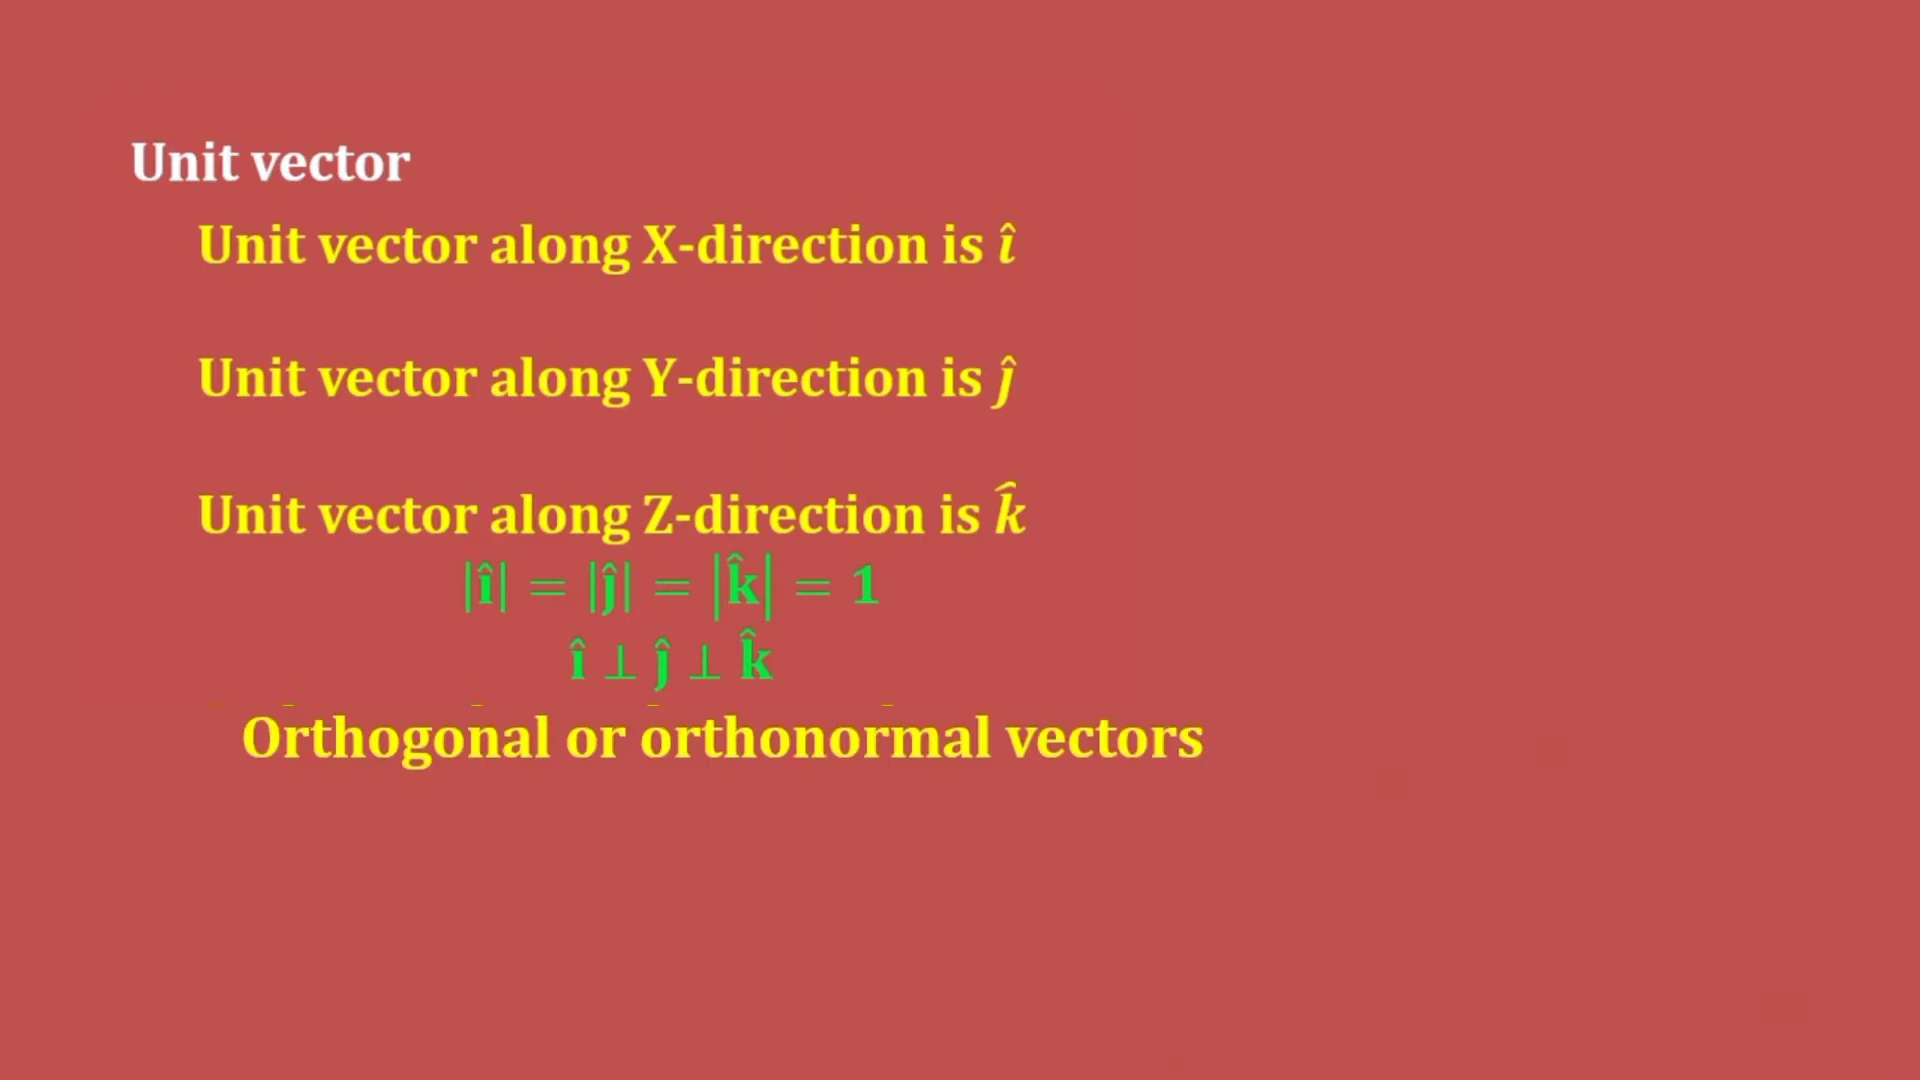 Unit vector
Unit vector along X-direction is î
Unit vector along Y-direction is ĵ
Unit vector along Z-direction is k̂
|î| = |ĵ| = |k̂| = 1
î ⊥ ĵ ⊥ k̂
Orthogonal or orthonormal vectors